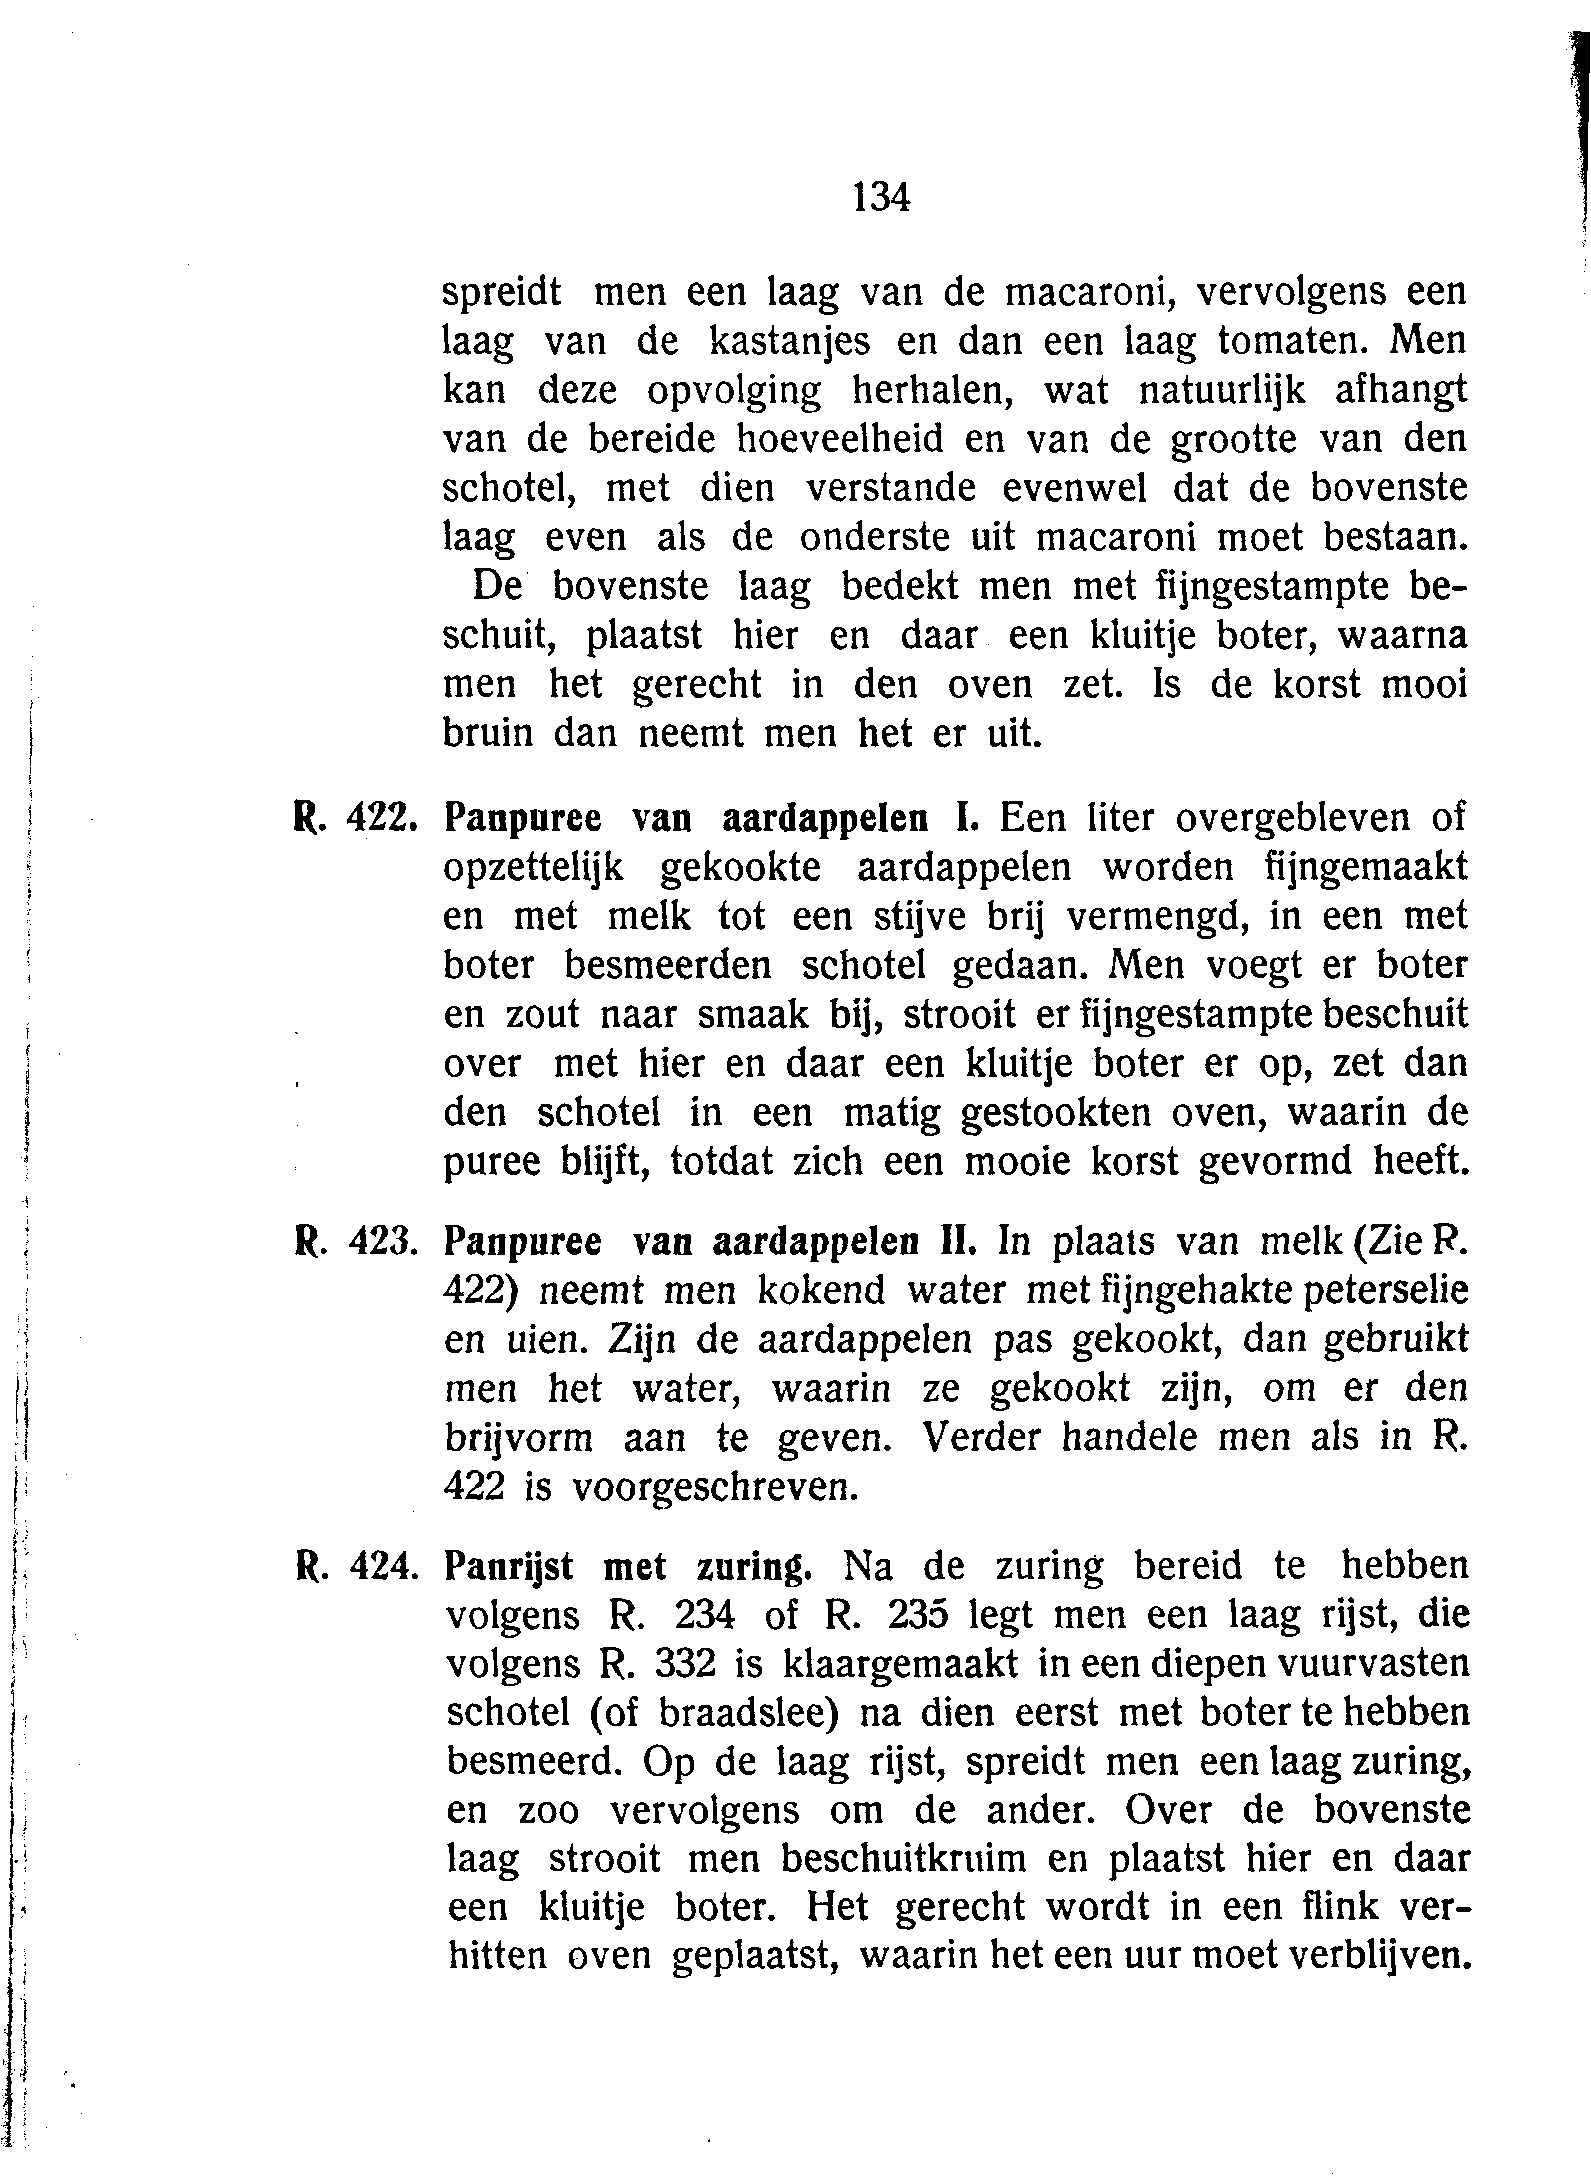 134
spreidt men een laag van de macaroni, vervolgens een
laag van de kastanjes en dan een laag tomaten. Men
kan deze opvolging herhalen, wat natuurlijk afhangt
van de bereide hoeveelheid en van de grootte van den
schotel, met dien verstande evenwel dat de bovenste
laag even als de onderste uit macaroni moet bestaan.
De bovenste laag bedekt men met fijngestampte be-
schuit, plaatst hier en daar een kluitje boter, waarna
men het gerecht in den oven zet. Is de korst mooi
bruin dan neemt men het er uit.
R. 422. Panpuree van aardappelen I. Een liter overgebleven of
opzettelijk gekookte aardappelen worden fijngemaakt
en met melk tot een stijve brij vermengd, in een met
boter besmeerden schotel gedaan. Men voegt er boter
en zout naar smaak bij, strooit er fijngestampte beschuit
over met hier en daar een kluitje boter er op, zet dan
den schotel in een matig gestookten oven, waarin de
puree blijft, totdat zich een mooie korst gevormd heeft.
R. 423. Panpuree van aardappelen II. In plaats van melk (Zie R.
422) neemt men kokend water met fijngehakte peterselie
en uien. Zijn de aardappelen pas gekookt, dan gebruikt
men het water, waarin ze gekookt zijn, om er den
brijvorm aan te geven. Verder handele men als in R.
422 is voorgeschreven.
R. 424. Panrijst met zuring. Na de zuring bereid te hebben
volgens R. 234 of R. 235 legt men een laag rijst, die
volgens R. 332 is klaargemaakt in een diepen vuurvasten
schotel (of braadslee) na dien eerst met boter te hebben
besmeerd. Op de laag rijst, spreidt men een laag zuring,
en zoo vervolgens om de ander. Over de bovenste
laag strooit men beschuitkruim en plaatst hier en daar
een kluitje boter. Het gerecht wordt in een flink ver-
hitten oven geplaatst, waarin het een uur moet verblijven.